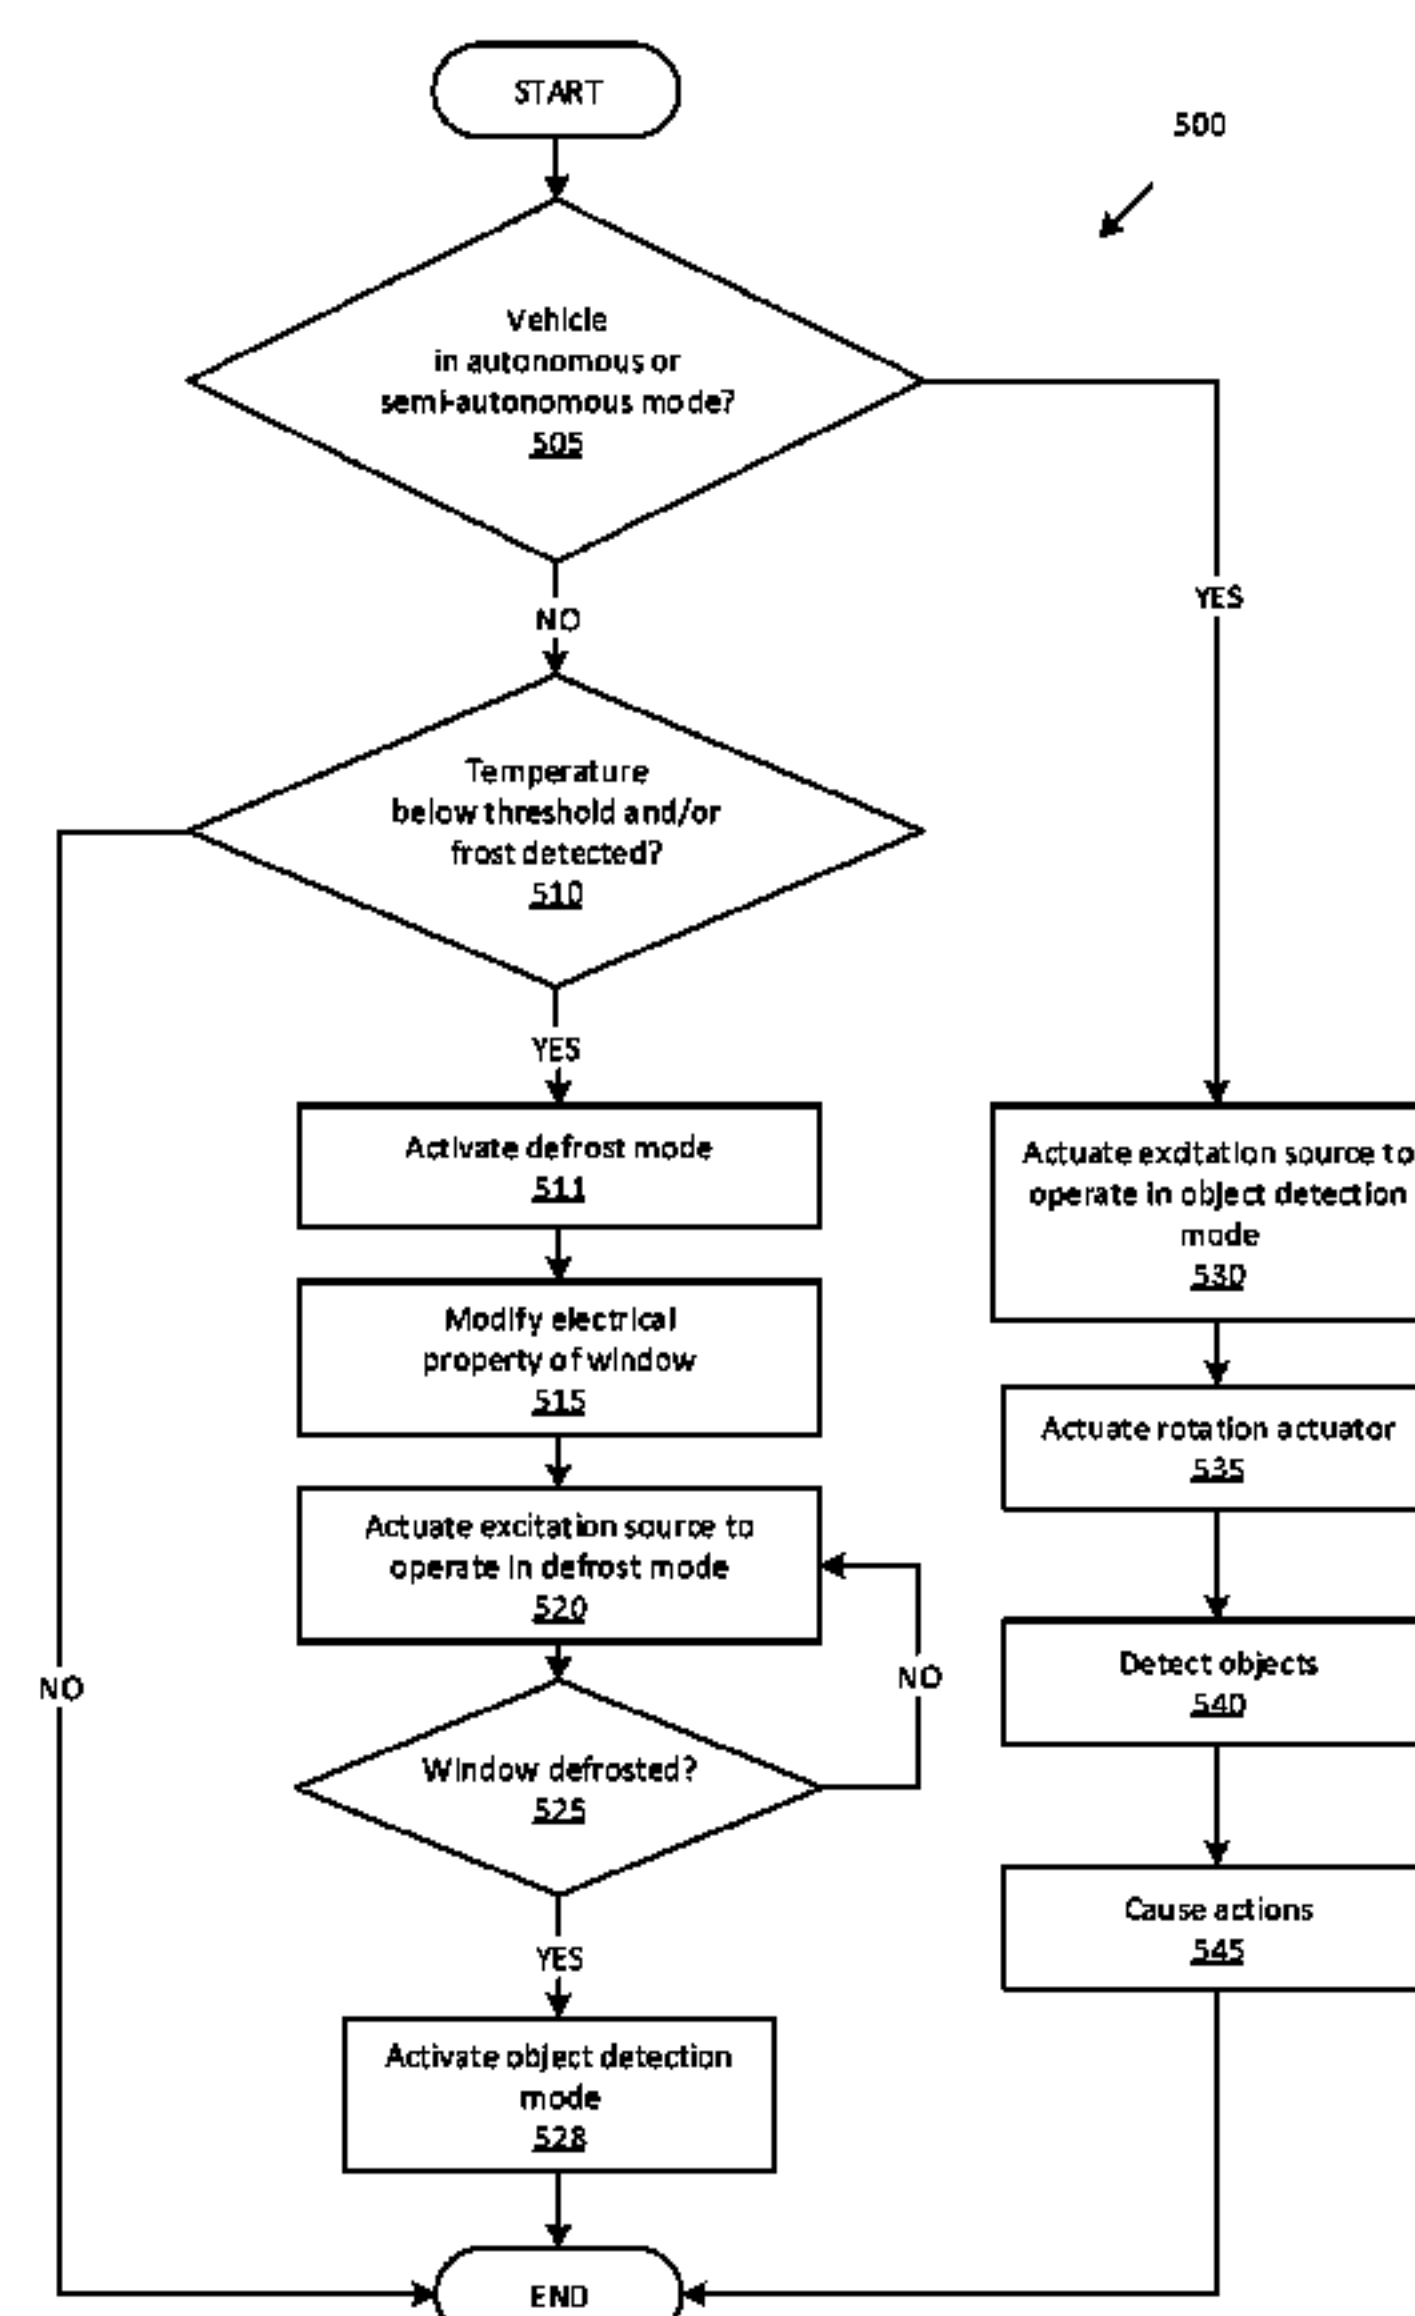 START
500
Vehicle
in autonomous or
semi-autonomous mode?
505
NO
YES
Temperature
below threshold and/or
frost detected?
510
YES
Activate defrost mode
511
Actuate excitation source to
operate in object detection
mode
530
Modify electrical
property of window
515
Actuate rotation actuator
535
Actuate excitation source to
operate in defrost mode
520
Detect objects
540
NO
NO
Window defrosted?
525
Cause actions
545
YES
Activate object detection
mode
528
END